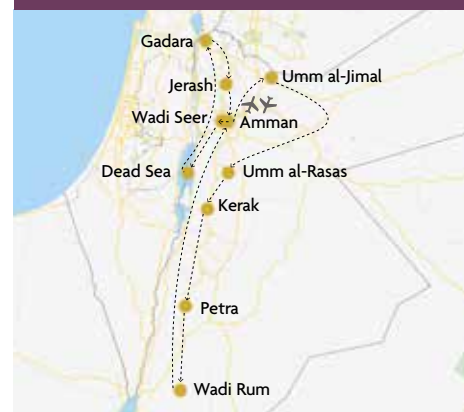 Gadara
Jerash
Umm al-Jimal
Wadi Seer
Amman
Dead Sea
Umm al-Rasas
Kerak
Petra
Wadi Rum